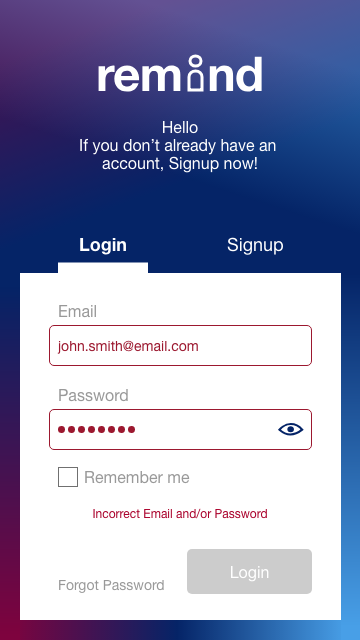 remind
Hello
If you don't already have an
account, Signup now!
Login Signup
Email
john.smith@email.com
Password
Remember me
Incorrect Email and/or Password
Forgot Password Login